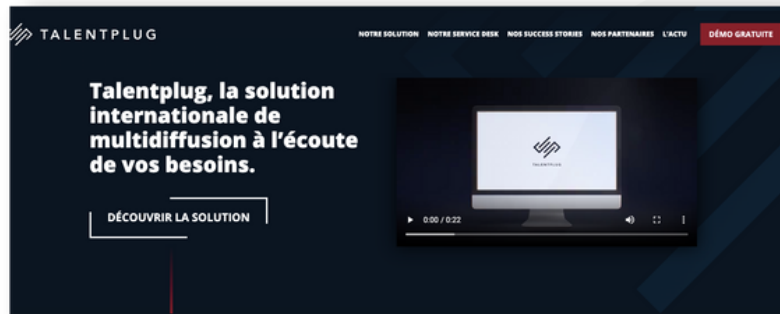 TALENTPLUG
NOTRE SOLUTION NOTRE SERVICE DESK NOS SUCCESS STORIES NOS PARTENAIRES L'ACTU DÉMO GRATUITE
Talentplug, la solution
internationale de
multidiffusion à l'écoute
de vos besoins.
DÉCOUVRIR LA SOLUTION
TALENTPLUG
0:00 / 0:22